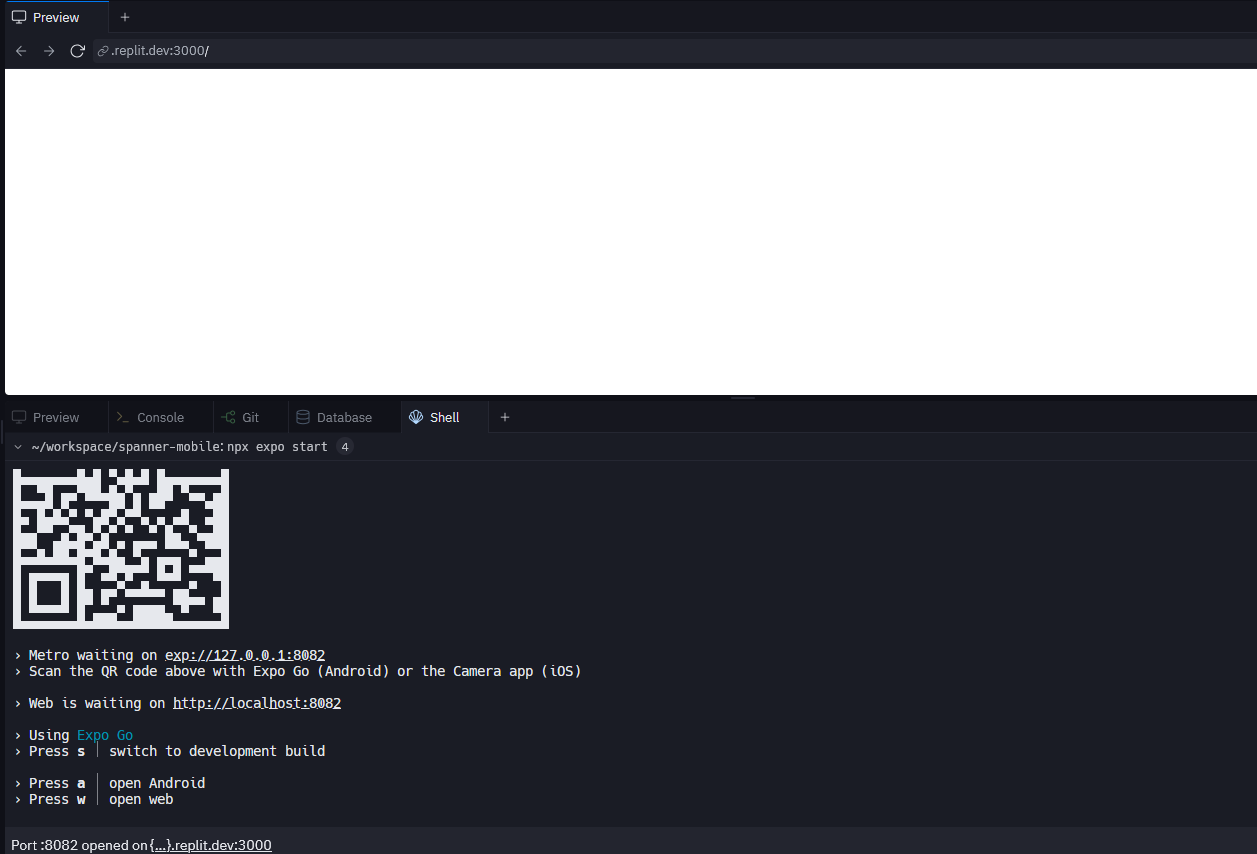 Preview
.replit.dev:3000/
Preview Console Git Database Shell
~/workspace/spanner-mobile: npx expo start 4
› Metro waiting on exp://127.0.0.1:8082
› Scan the QR code above with Expo Go (Android) or the Camera app (iOS)
› Web is waiting on http://localhost:8082
› Using Expo Go
› Press s │ switch to development build
› Press a │ open Android
› Press w │ open web
Port :8082 opened on {...}.replit.dev:3000